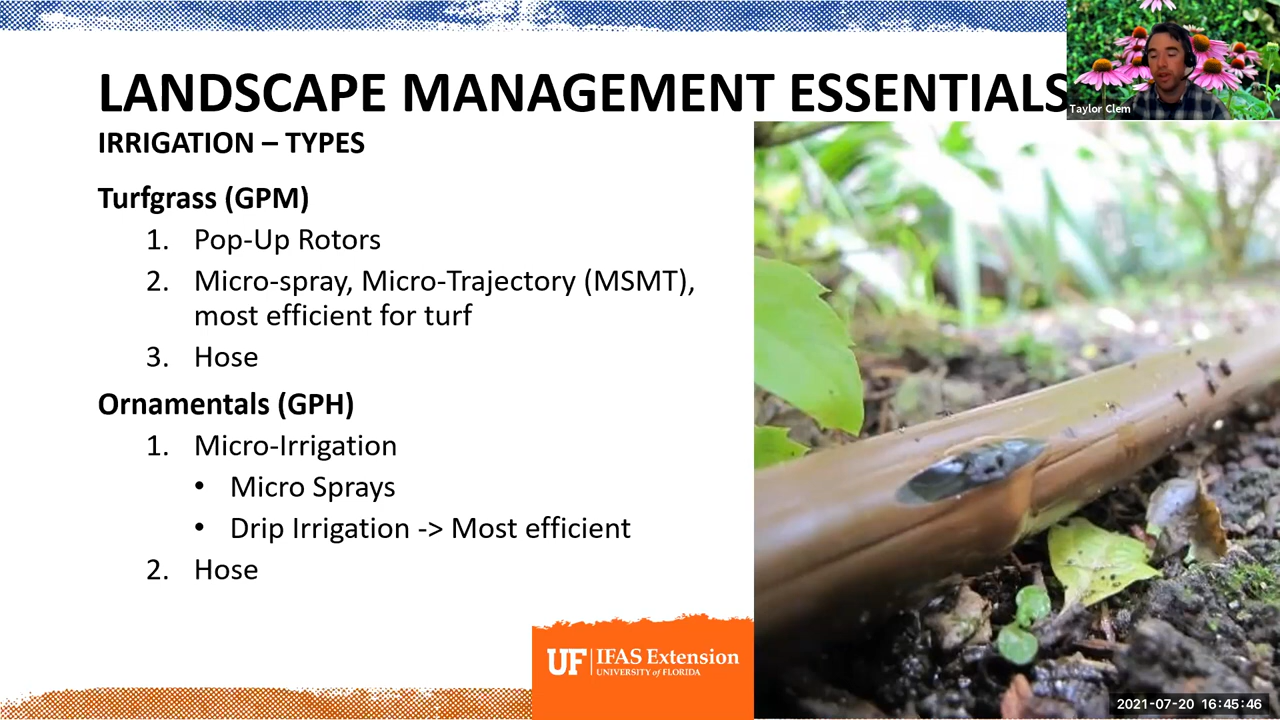 LANDSCAPE MANAGEMENT ESSENTIALS
Taylor Clem
IRRIGATION – TYPES
Turfgrass (GPM)
1. Pop-Up Rotors
2. Micro-spray, Micro-Trajectory (MSMT),
most efficient for turf
3. Hose
Ornamentals (GPH)
1. Micro-Irrigation
• Micro Sprays
• Drip Irrigation -> Most efficient
2. Hose
UF IFAS Extension
UNIVERSITY of FLORIDA
2021-07-20 16:45:46